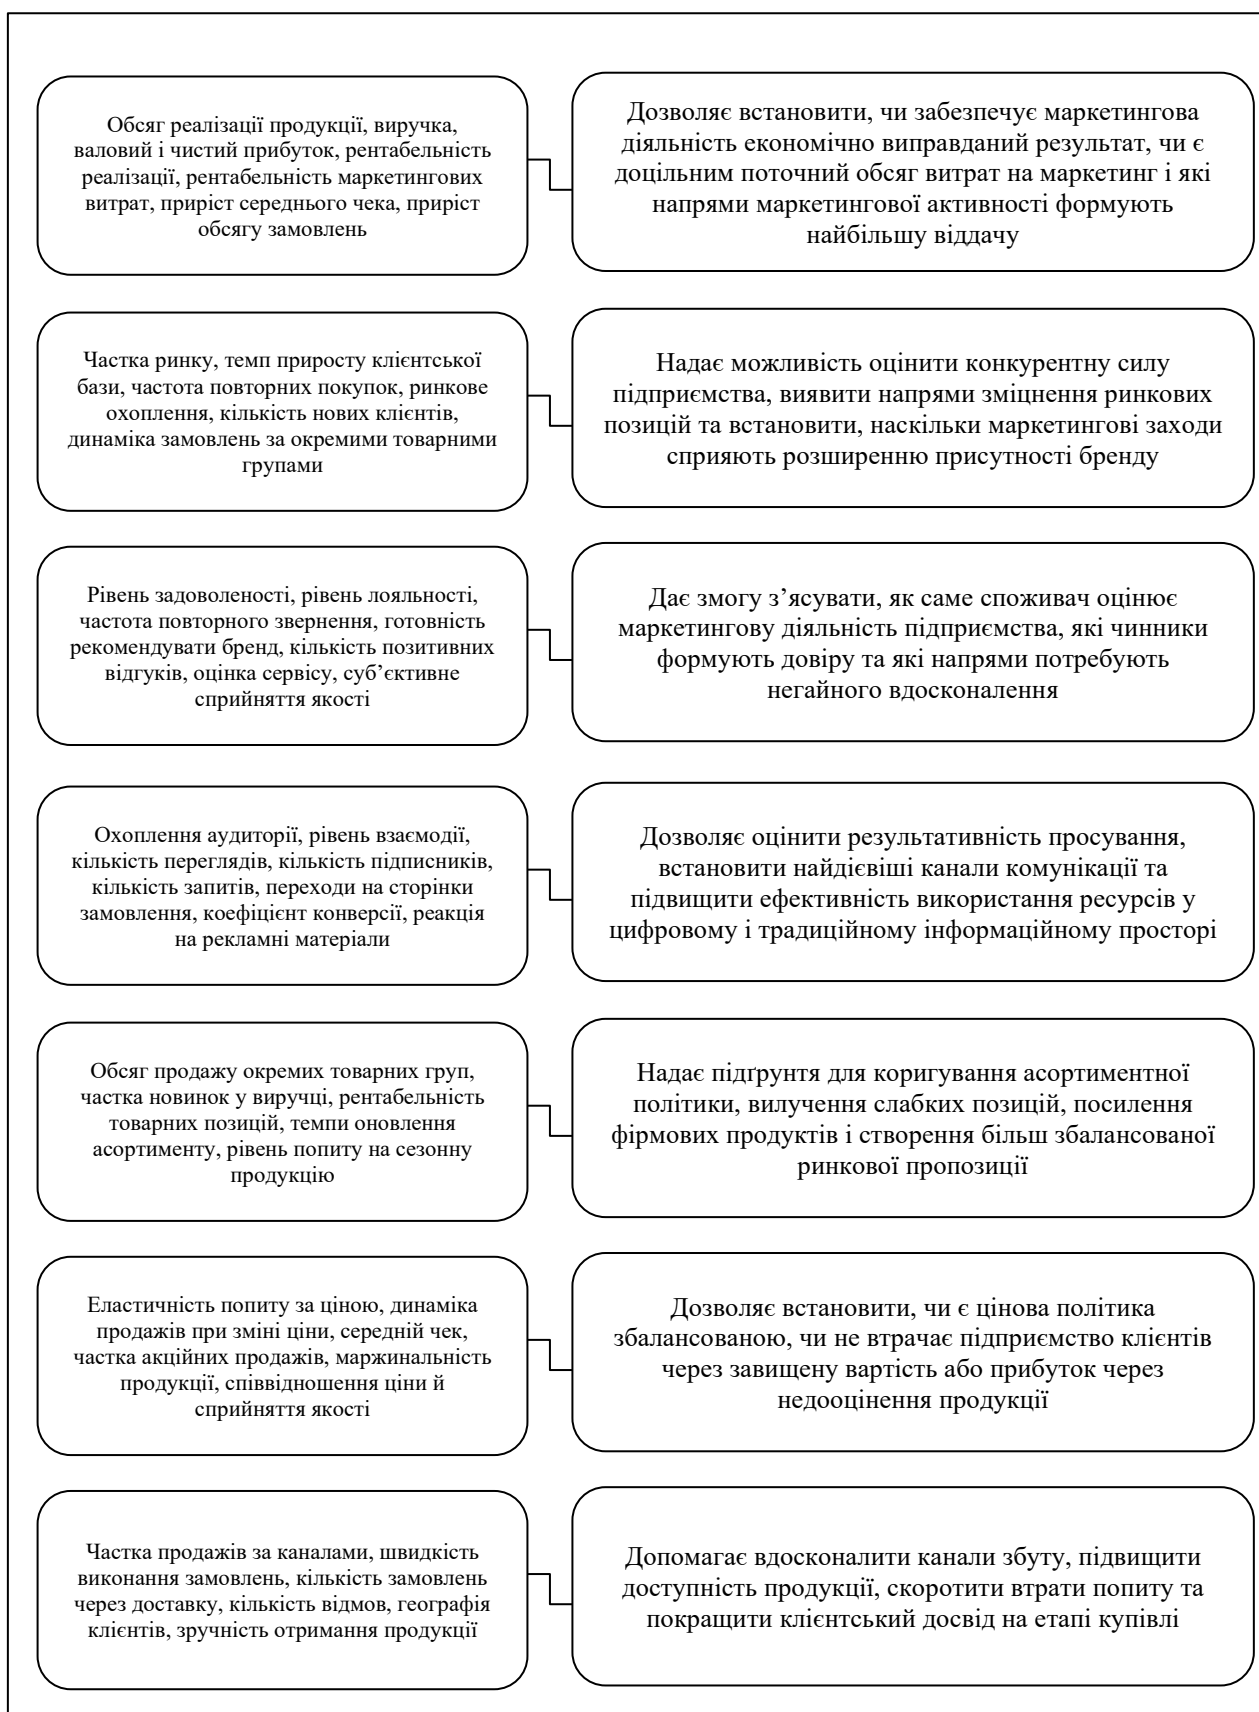 Обсяг реалізації продукції, виручка,
валовий і чистий прибуток, рентабельність
реалізації, рентабельність маркетингових
витрат, приріст середнього чека, приріст
обсягу замовлень
Дозволяє встановити, чи забезпечує маркетингова
діяльність економічно виправданий результат, чи є
доцільним поточний обсяг витрат на маркетинг і які
напрями маркетингової активності формують
найбільшу віддачу
Частка ринку, темп приросту клієнтської
бази, частота повторних покупок, ринкове
охоплення, кількість нових клієнтів,
динаміка замовлень за окремими товарними
групами
Надає можливість оцінити конкурентну силу
підприємства, виявити напрями зміцнення ринкових
позицій та встановити, наскільки маркетингові заходи
сприяють розширенню присутності бренду
Рівень задоволеності, рівень лояльності,
частота повторного звернення, готовність
рекомендувати бренд, кількість позитивних
відгуків, оцінка сервісу, суб’єктивне
сприйняття якості
Дає змогу з’ясувати, як саме споживач оцінює
маркетингову діяльність підприємства, які чинники
формують довіру та які напрями потребують
негайного вдосконалення
Охоплення аудиторії, рівень взаємодії,
кількість переглядів, кількість підписників,
кількість запитів, переходи на сторінки
замовлення, коефіцієнт конверсії, реакція
на рекламні матеріали
Дозволяє оцінити результативність просування,
встановити найдієвіші канали комунікації та
підвищити ефективність використання ресурсів у
цифровому і традиційному інформаційному просторі
Обсяг продажу окремих товарних груп,
частка новинок у виручці, рентабельність
товарних позицій, темпи оновлення
асортименту, рівень попиту на сезонну
продукцію
Надає підґрунтя для коригування асортиментної
політики, вилучення слабких позицій, посилення
фірмових продуктів і створення більш збалансованої
ринкової пропозиції
Еластичність попиту за ціною, динаміка
продажів при зміні ціни, середній чек,
частка акційних продажів, маржинальність
продукції, співвідношення ціни й
сприйняття якості
Дозволяє встановити, чи є цінова політика
збалансованою, чи не втрачає підприємство клієнтів
через завищену вартість або прибуток через
недооцінення продукції
Частка продажів за каналами, швидкість
виконання замовлень, кількість замовлень
через доставку, кількість відмов, географія
клієнтів, зручність отримання продукції
Допомагає вдосконалити канали збуту, підвищити
доступність продукції, скоротити втрати попиту та
покращити клієнтський досвід на етапі купівлі